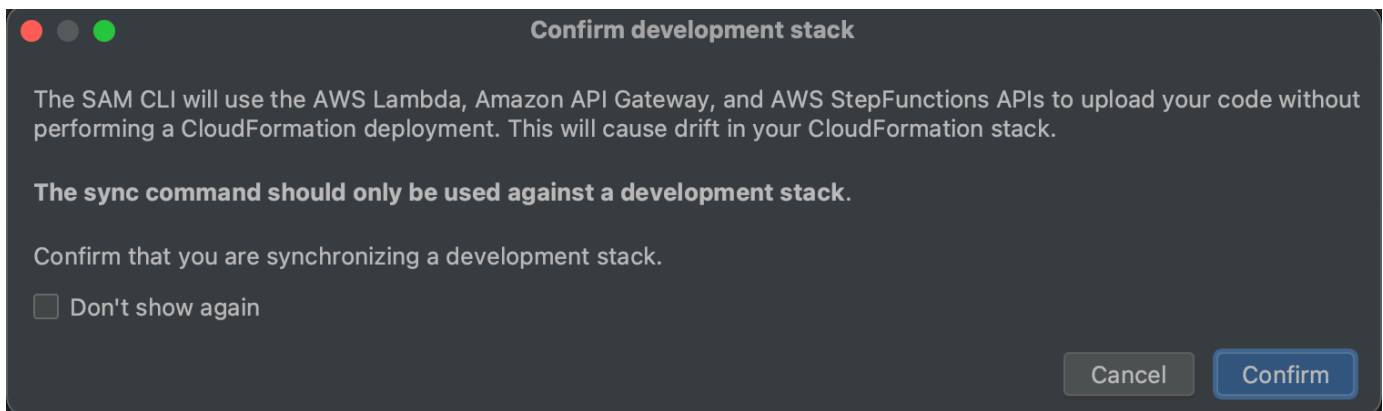 Confirm development stack
The SAM CLI will use the AWS Lambda, Amazon API Gateway, and AWS StepFunctions APIs to upload your code without
performing a CloudFormation deployment. This will cause drift in your CloudFormation stack.
The sync command should only be used against a development stack.
Confirm that you are synchronizing a development stack.
Don't show again
Cancel
Confirm